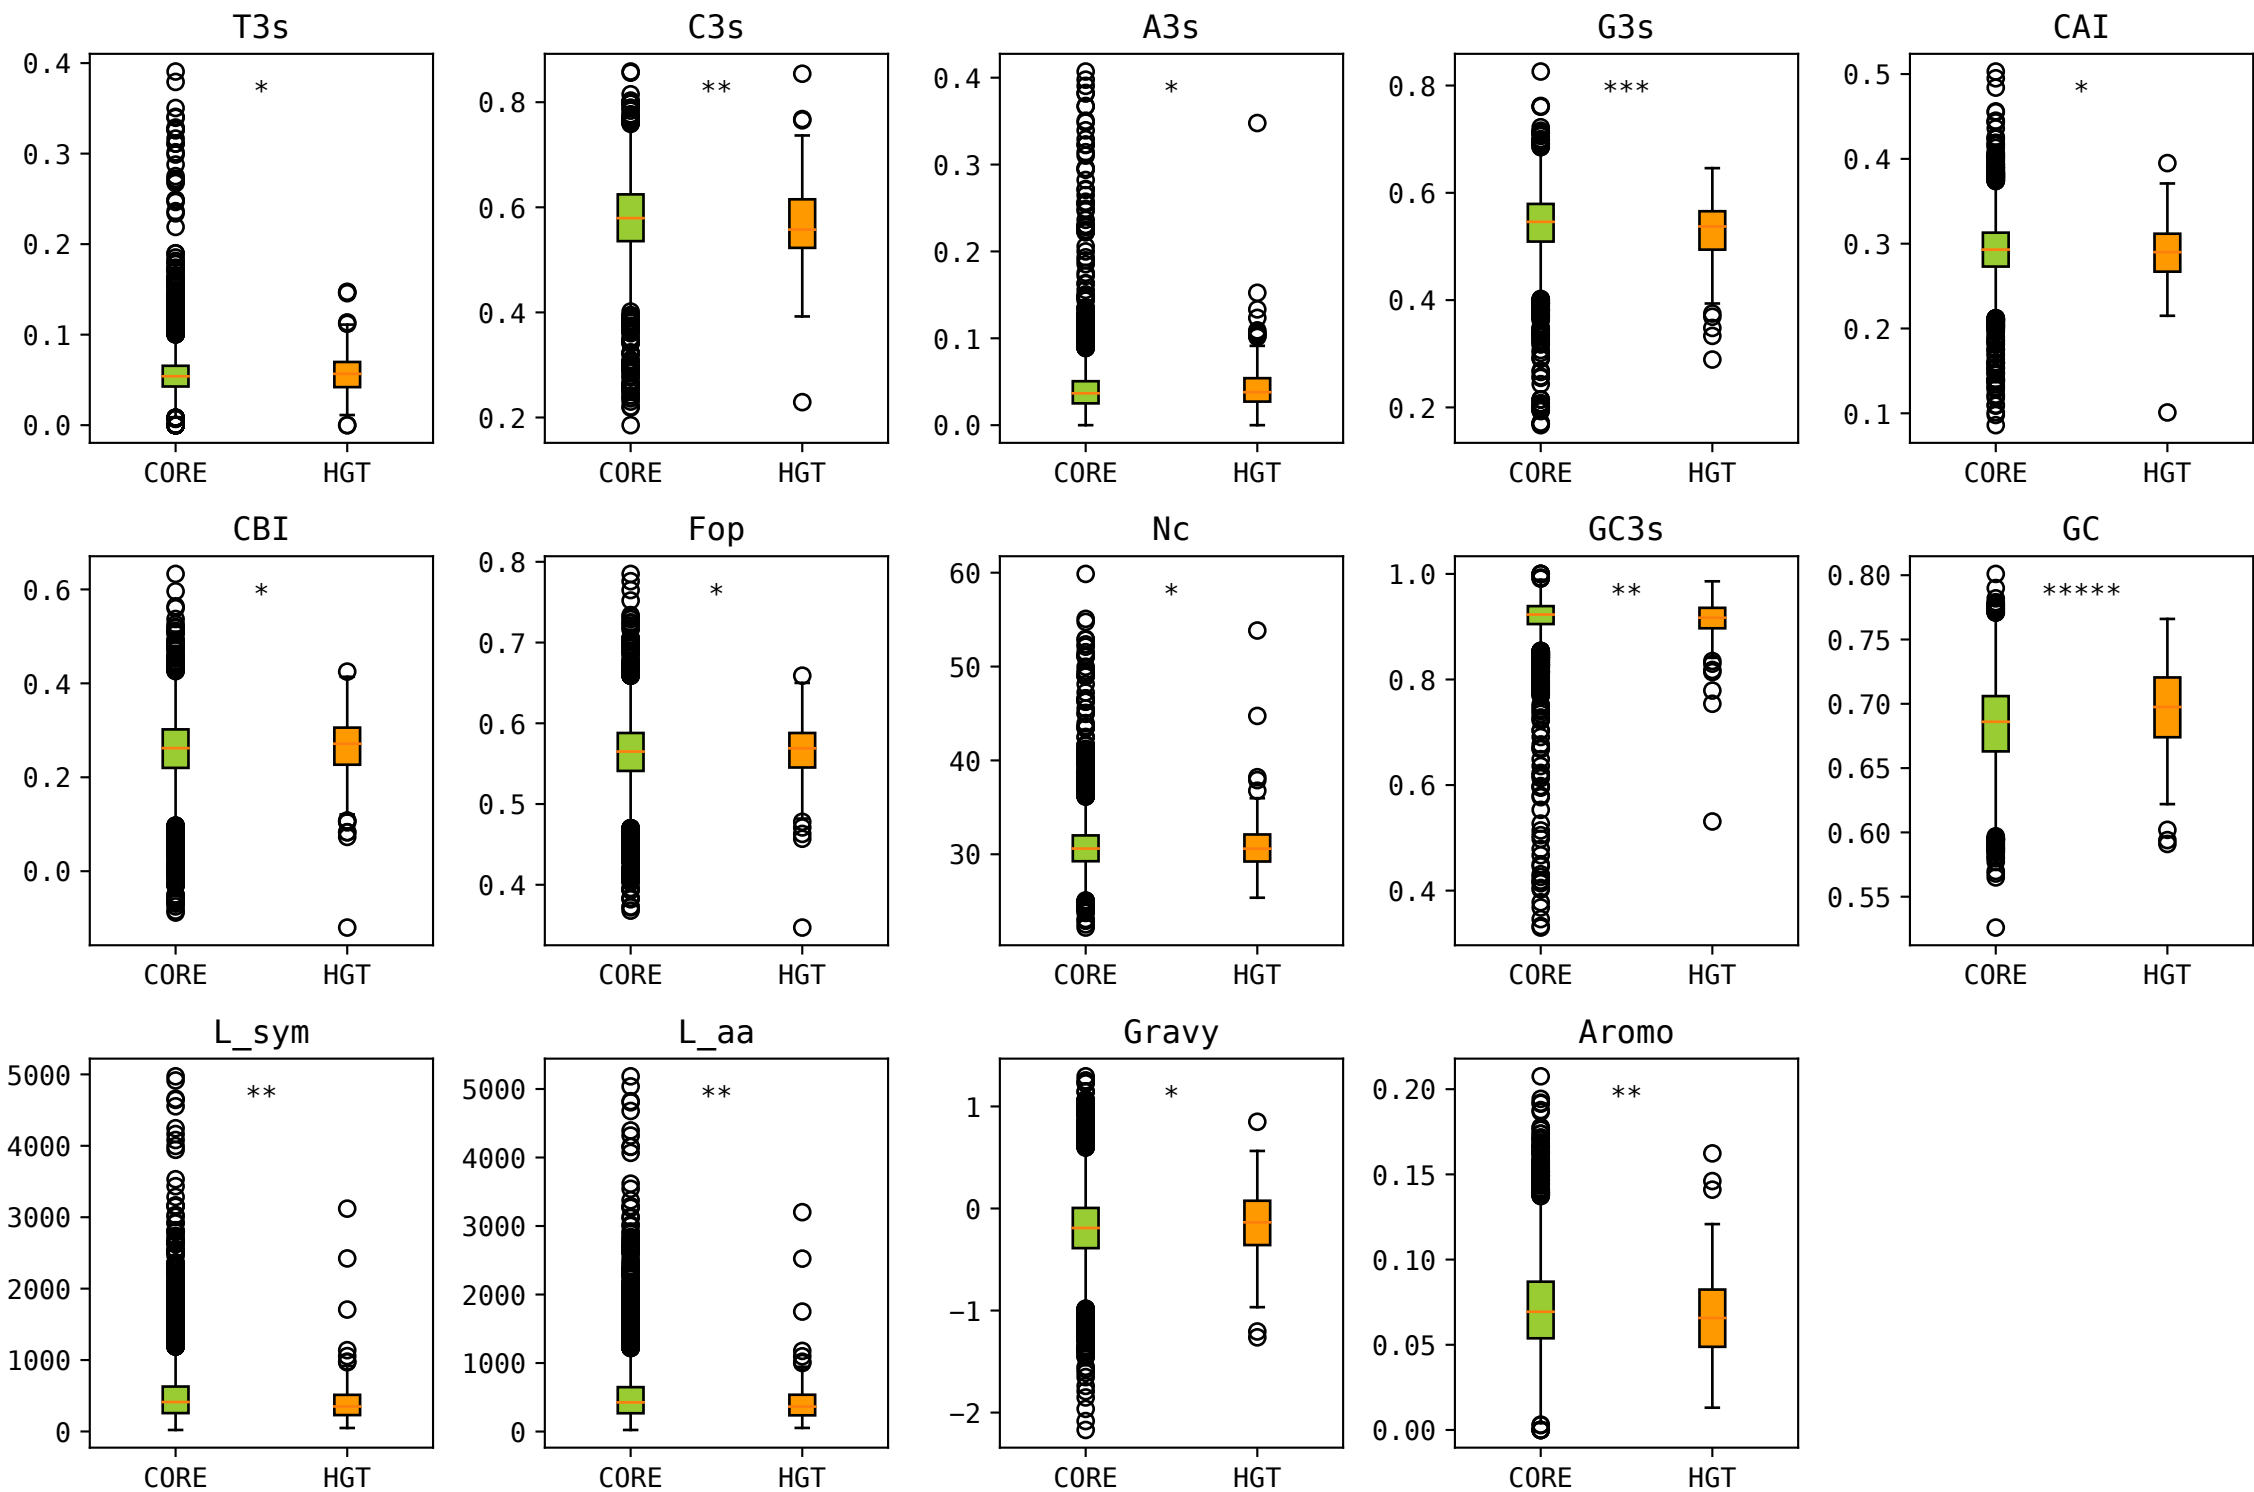 T3s C3s A3s G3s CAI
* ** * *** *
0.4 0.3 0.2 0.1 0.0
0.8 0.6 0.4 0.2
0.4 0.3 0.2 0.1 0.0
0.8 0.6 0.4 0.2
0.5 0.4 0.3 0.2 0.1
CORE HGT CORE HGT CORE HGT CORE HGT CORE HGT
CBI Fop Nc GC3s GC
* * * ** *****
0.6 0.4 0.2 0.0
0.8 0.7 0.6 0.5 0.4
60 50 40 30
1.0 0.8 0.6 0.4
0.80 0.75 0.70 0.65 0.60 0.55
CORE HGT CORE HGT CORE HGT CORE HGT CORE HGT
L_sym L_aa Gravy Aromo
** ** * **
5000 4000 3000 2000 1000 0
5000 4000 3000 2000 1000 0
1 0 −1 −2
0.20 0.15 0.10 0.05 0.00
CORE HGT CORE HGT CORE HGT CORE HGT